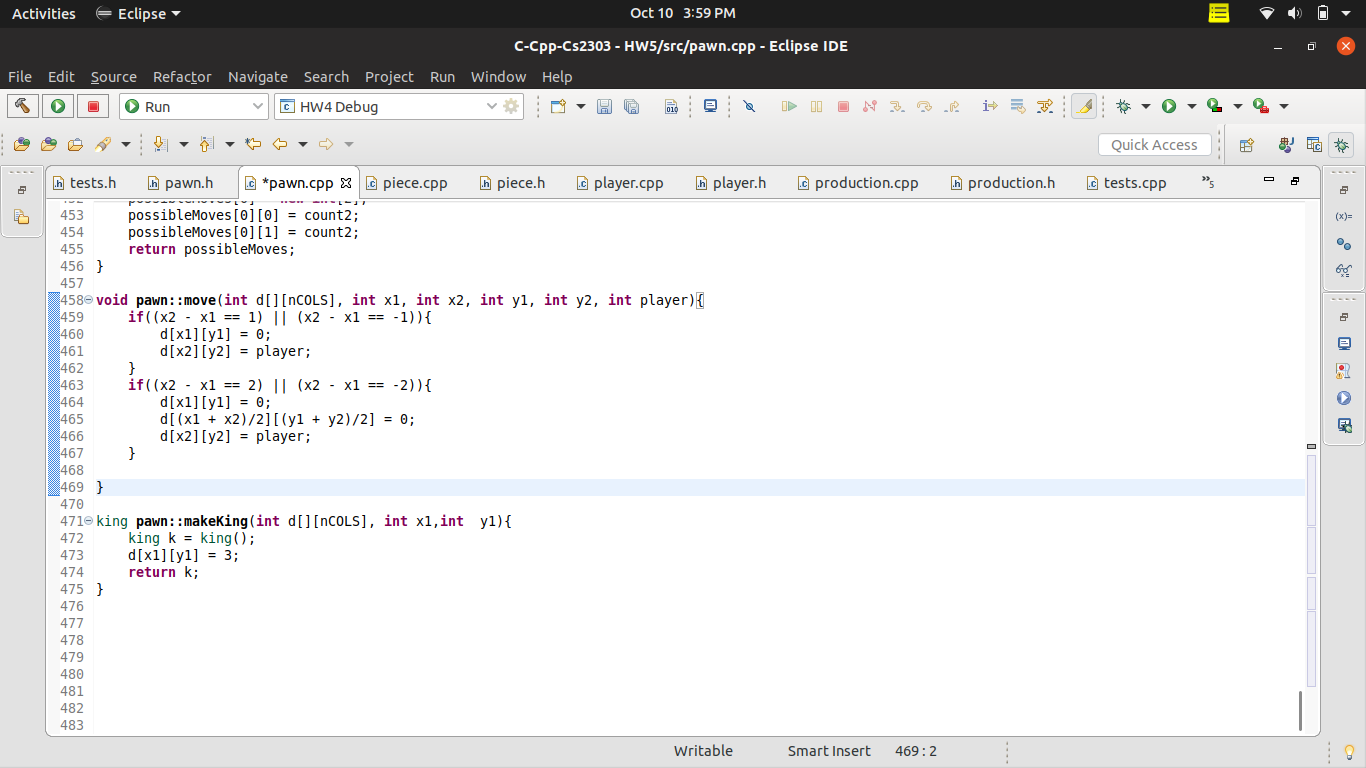 Activities Eclipse Oct 10 3:59 PM
C-Cpp-Cs2303 - HW5/src/pawn.cpp - Eclipse IDE
File Edit Source Refactor Navigate Search Project Run Window Help
Run HW4 Debug
Quick Access
tests.h pawn.h *pawn.cpp piece.cpp piece.h player.cpp player.h production.cpp production.h tests.cpp »5
453 possibleMoves[0][0] = count2;
454 possibleMoves[0][1] = count2;
455 return possibleMoves;
456 }
457
458 void pawn::move(int d[][nCOLS], int x1, int x2, int y1, int y2, int player){
459 if((x2 - x1 == 1) || (x2 - x1 == -1)){
460 d[x1][y1] = 0;
461 d[x2][y2] = player;
462 }
463 if((x2 - x1 == 2) || (x2 - x1 == -2)){
464 d[x1][y1] = 0;
465 d[(x1 + x2)/2][(y1 + y2)/2] = 0;
466 d[x2][y2] = player;
467 }
468
469 }
470
471 king pawn::makeKing(int d[][nCOLS], int x1,int  y1){
472 king k = king();
473 d[x1][y1] = 3;
474 return k;
475 }
476
477
478
479
480
481
482
483
Writable Smart Insert 469 : 2